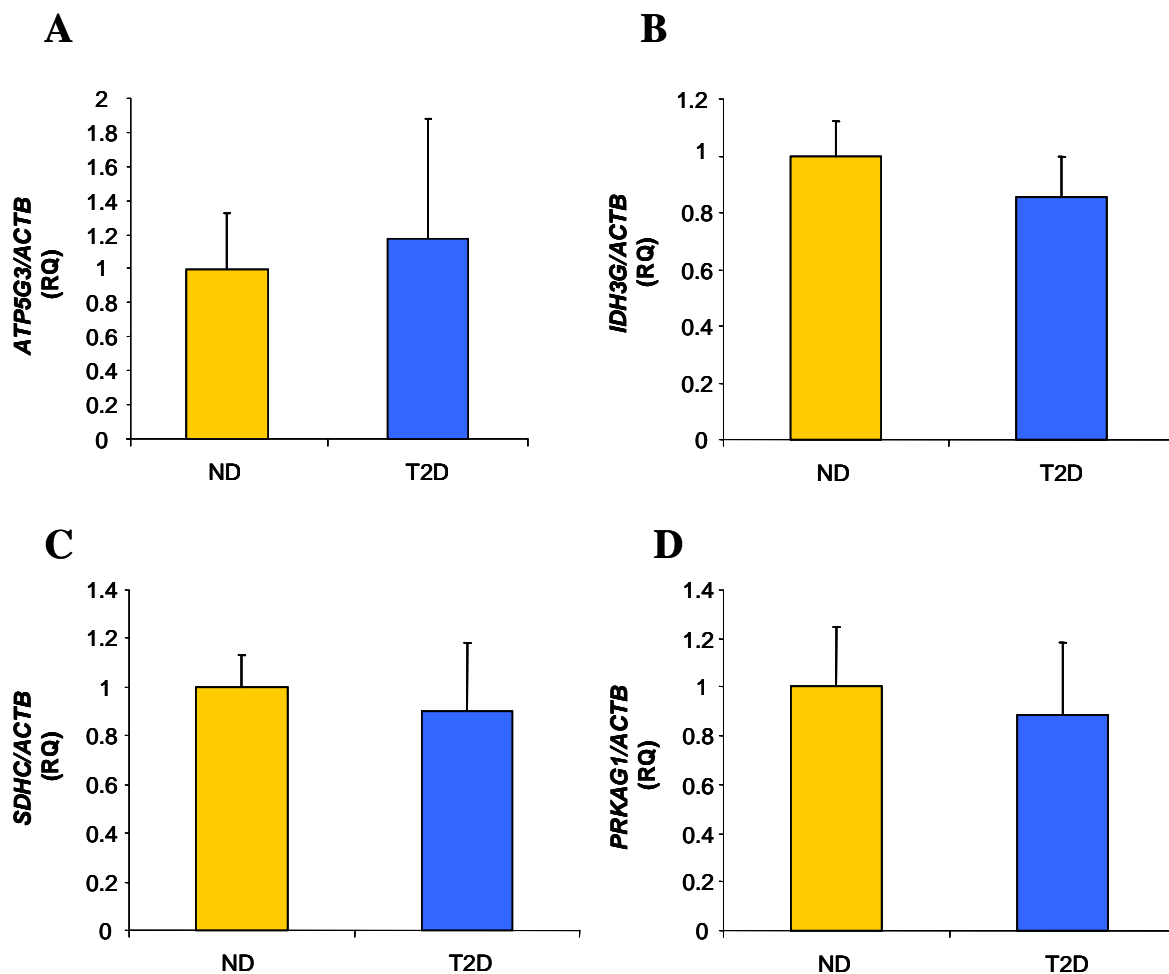 A
ATP5G3/ACTB
(RQ)
2
1.8
1.6
1.4
1.2
1
0.8
0.6
0.4
0.2
0
ND T2D
B
IDH3G/ACTB
(RQ)
1.2
1
0.8
0.6
0.4
0.2
0
ND T2D
C
SDHC/ACTB
(RQ)
1.4
1.2
1
0.8
0.6
0.4
0.2
0
ND T2D
D
PRKAG1/ACTB
(RQ)
1.4
1.2
1
0.8
0.6
0.4
0.2
0
ND T2D